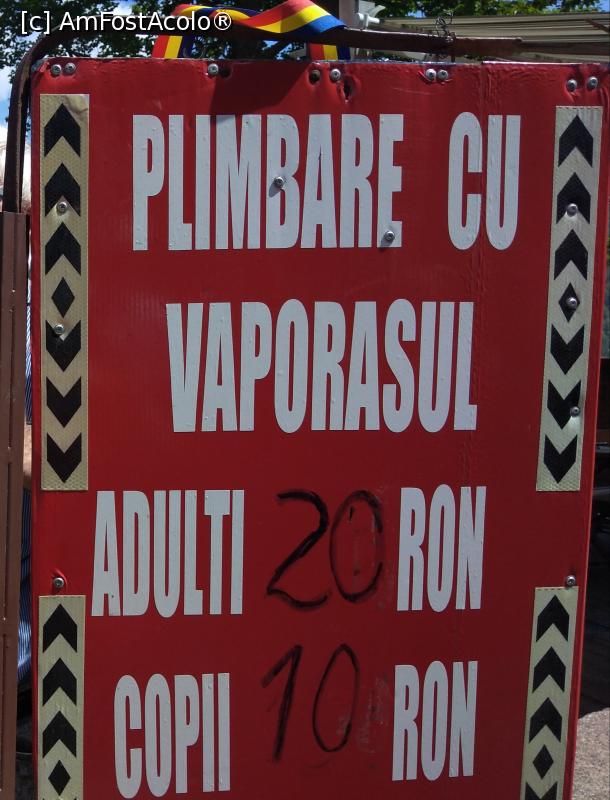 [c] AmFostAcolo®
PLIMBARE CU
VAPORASUL
ADULTI 20 RON
COPII 10 RON